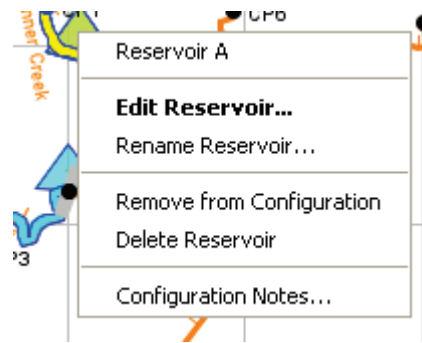 CP6
Reservoir A
Edit Reservoir...
Rename Reservoir...
Remove from Configuration
Delete Reservoir
Configuration Notes...
Creek